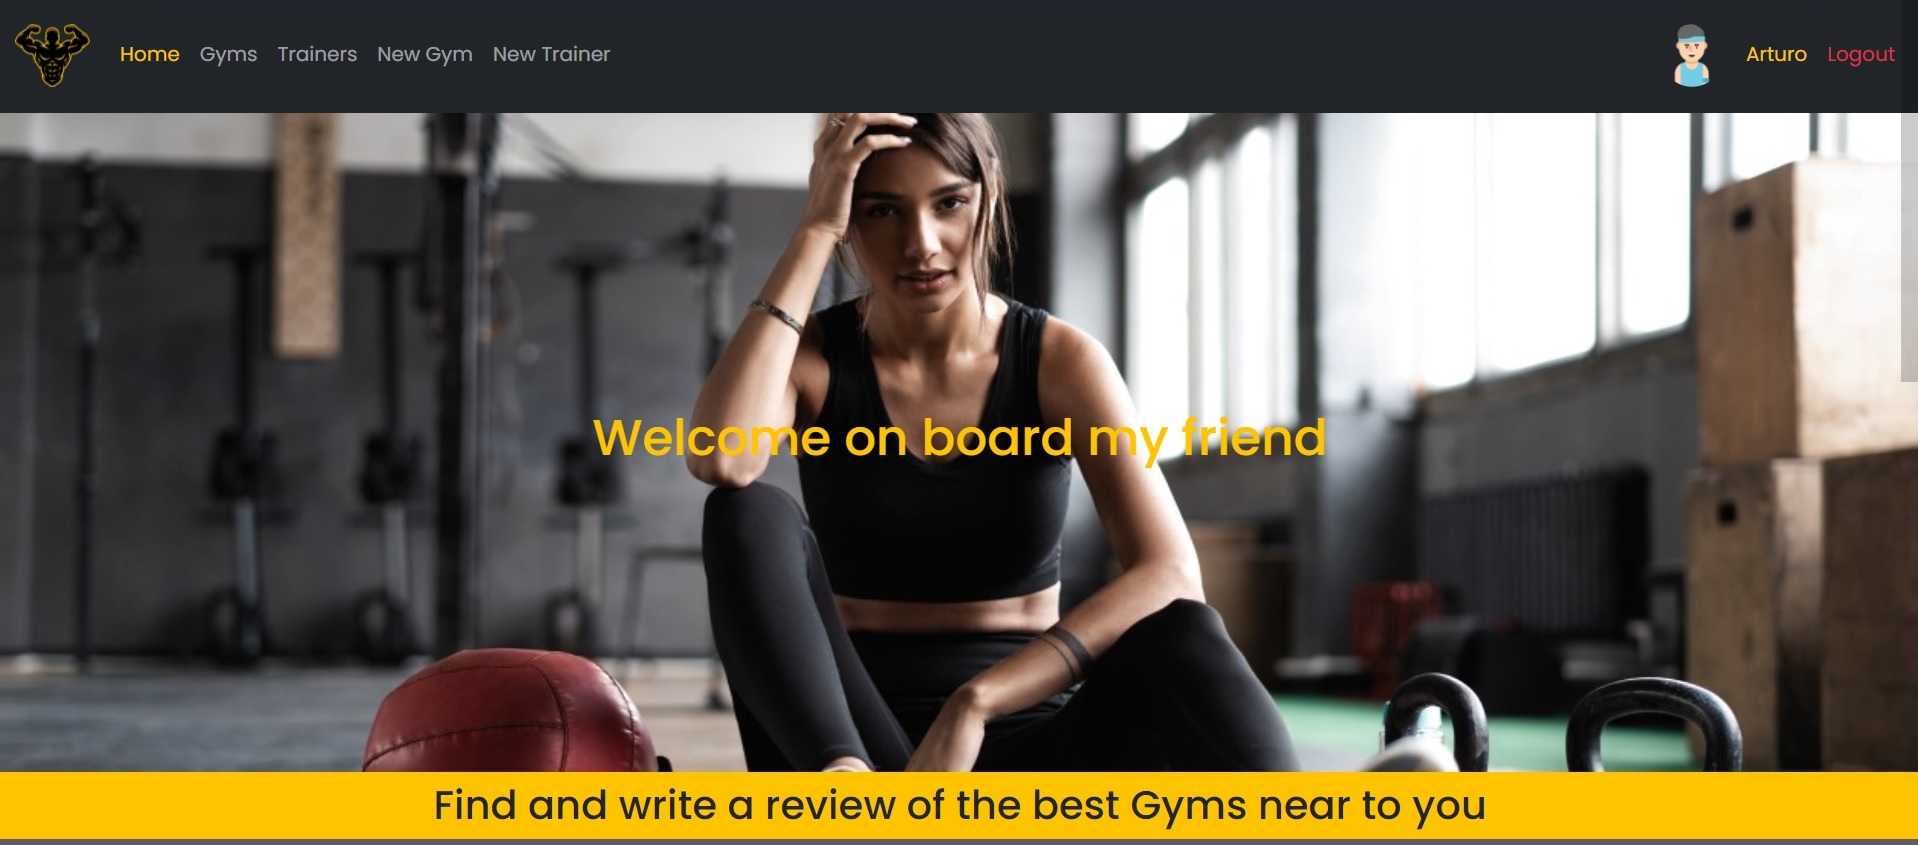 Home Gyms Trainers New Gym New Trainer Arturo Logout
Welcome on board my friend
Find and write a review of the best Gyms near to you